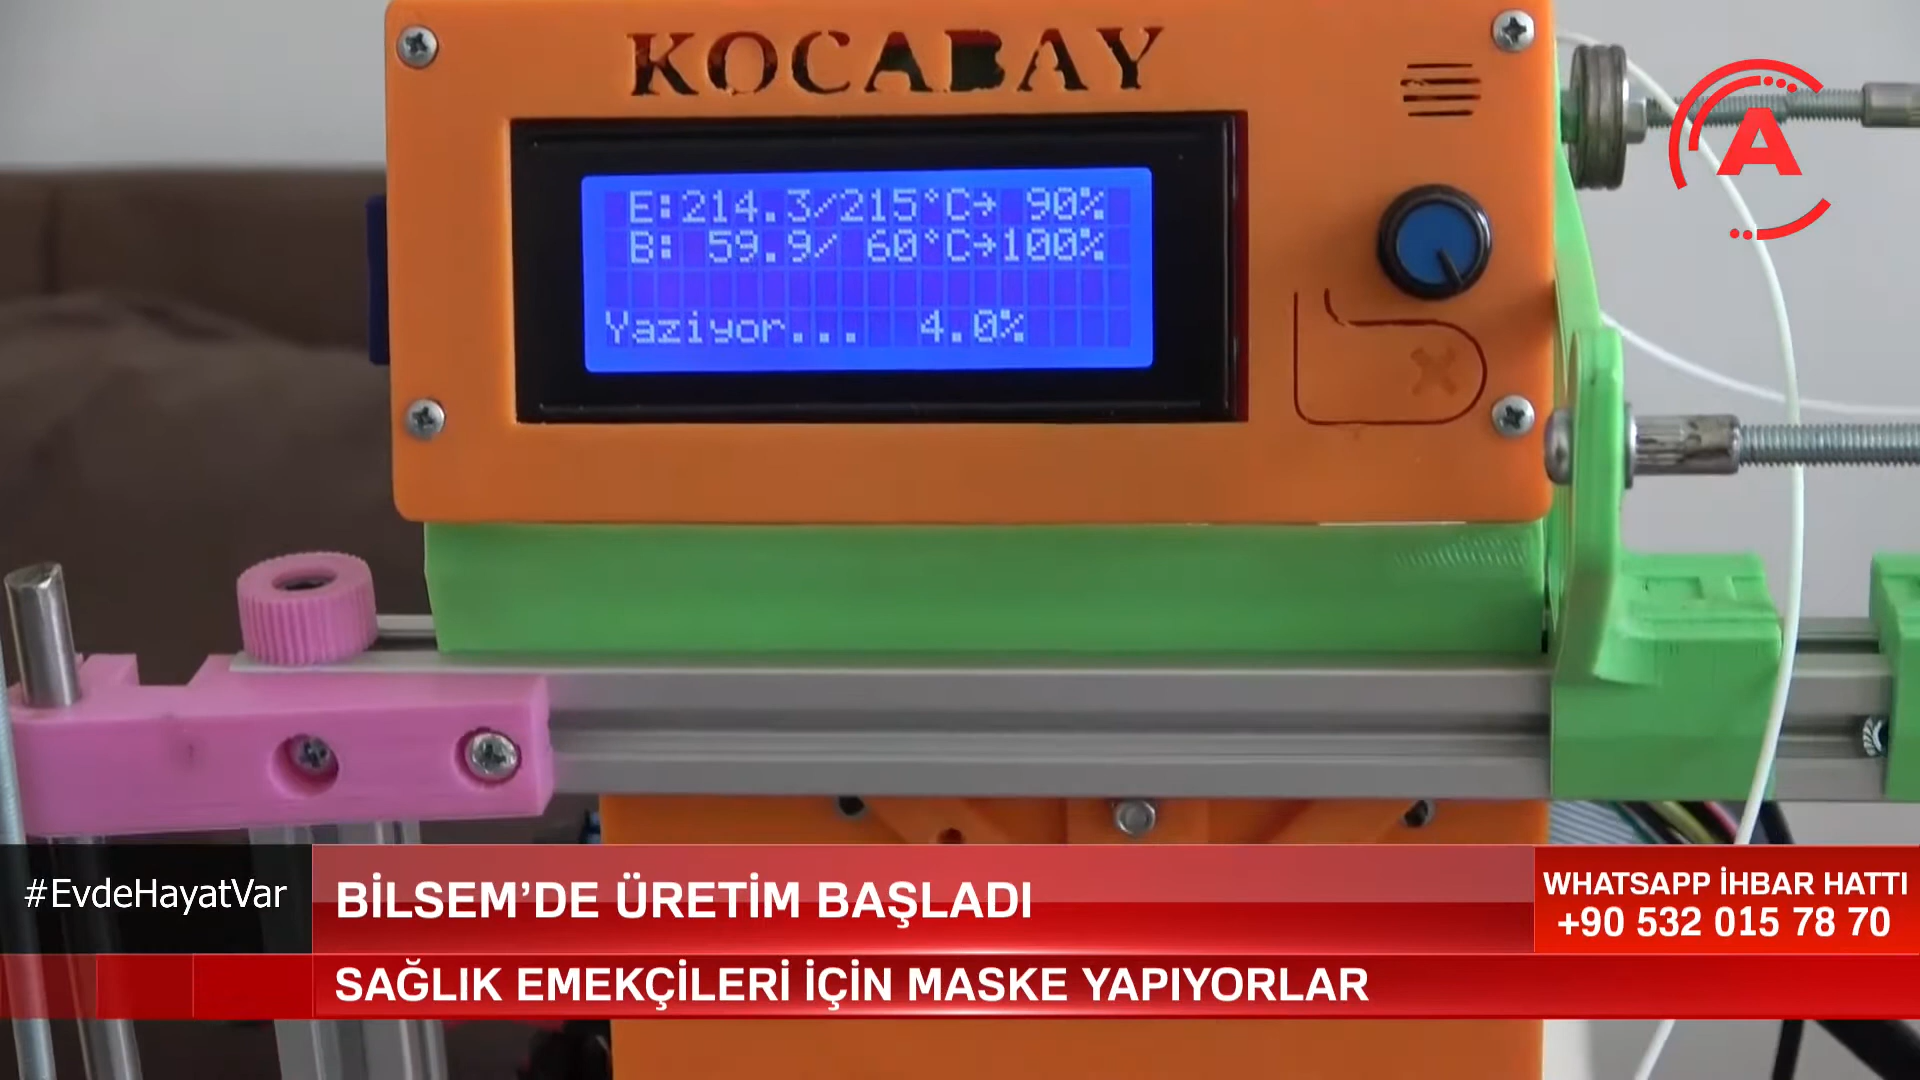 KOCABAY
A
E:214.3/215°C→ 90%
B: 59.9/ 60°C→100%
Yaziyor... 4.0%
#EvdeHayatVar
BİLSEM'DE ÜRETİM BAŞLADI
WHATSAPP İHBAR HATTI
+90 532 015 78 70
SAĞLIK EMEKÇİLERİ İÇİN MASKE YAPIYORLAR